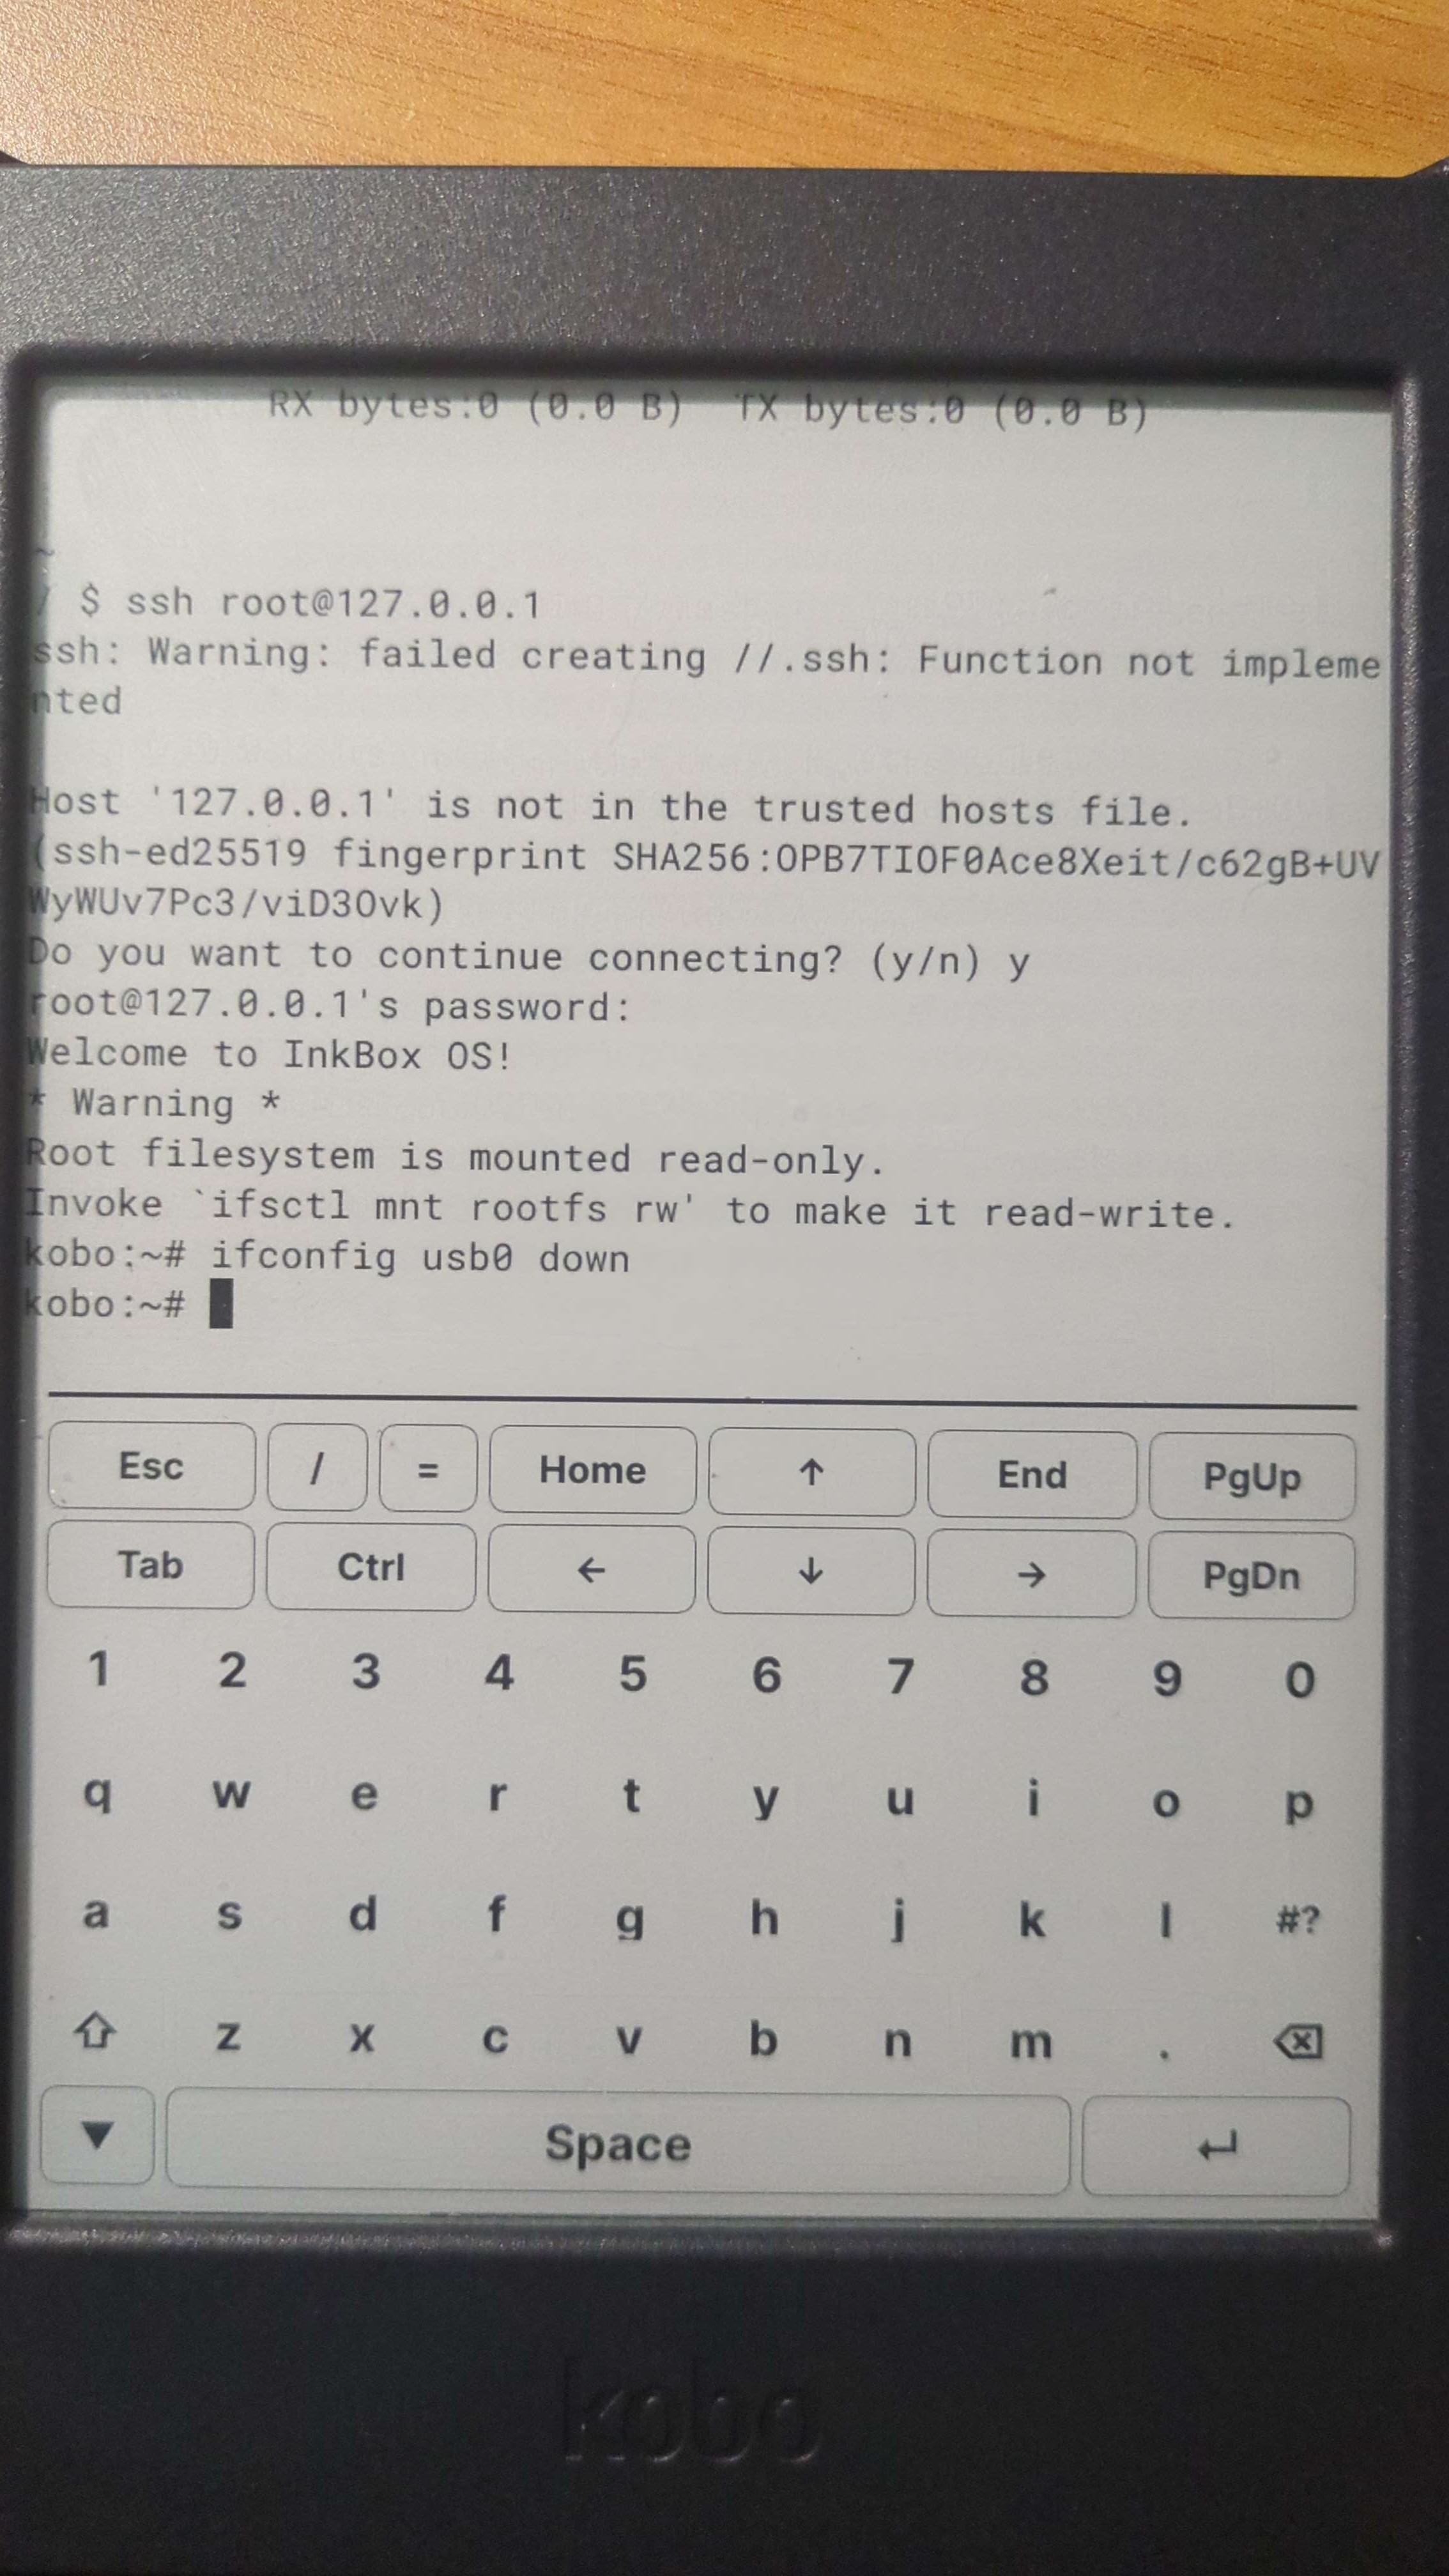 RX bytes:0 (0.0 B)  TX bytes:0 (0.0 B)
~
/ $ ssh root@127.0.0.1
ssh: Warning: failed creating //.ssh: Function not impleme
nted
Host '127.0.0.1' is not in the trusted hosts file.
(ssh-ed25519 fingerprint SHA256:OPB7TIOF0Ace8Xeit/c62gB+UV
WyWUv7Pc3/viD3Ovk)
Do you want to continue connecting? (y/n) y
root@127.0.0.1's password:
Welcome to InkBox OS!
* Warning *
Root filesystem is mounted read-only.
Invoke `ifsctl mnt rootfs rw' to make it read-write.
kobo:~# ifconfig usb0 down
kobo:~#
Esc / = Home ↑ End PgUp
Tab Ctrl ← ↓ → PgDn
1 2 3 4 5 6 7 8 9 0
q w e r t y u i o p
a s d f g h j k l #?
z x c v b n m .
Space
kobo